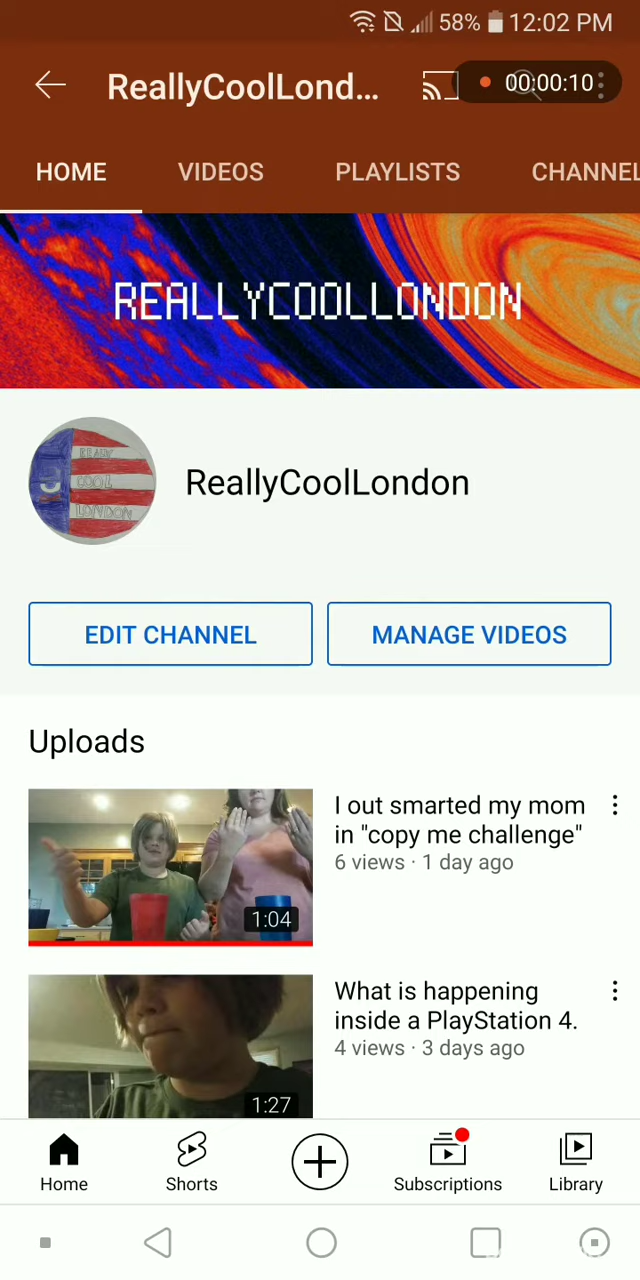 58% 12:02 PM
ReallyCoolLond...
00:00:10
HOME VIDEOS PLAYLISTS CHANNEL
REALLYCOOLLONDON
REALLY
COOL
LONDON
ReallyCoolLondon
EDIT CHANNEL MANAGE VIDEOS
Uploads
I out smarted my mom
in "copy me challenge"
6 views · 1 day ago
1:04
What is happening
inside a PlayStation 4.
4 views · 3 days ago
1:27
Home Shorts Subscriptions Library